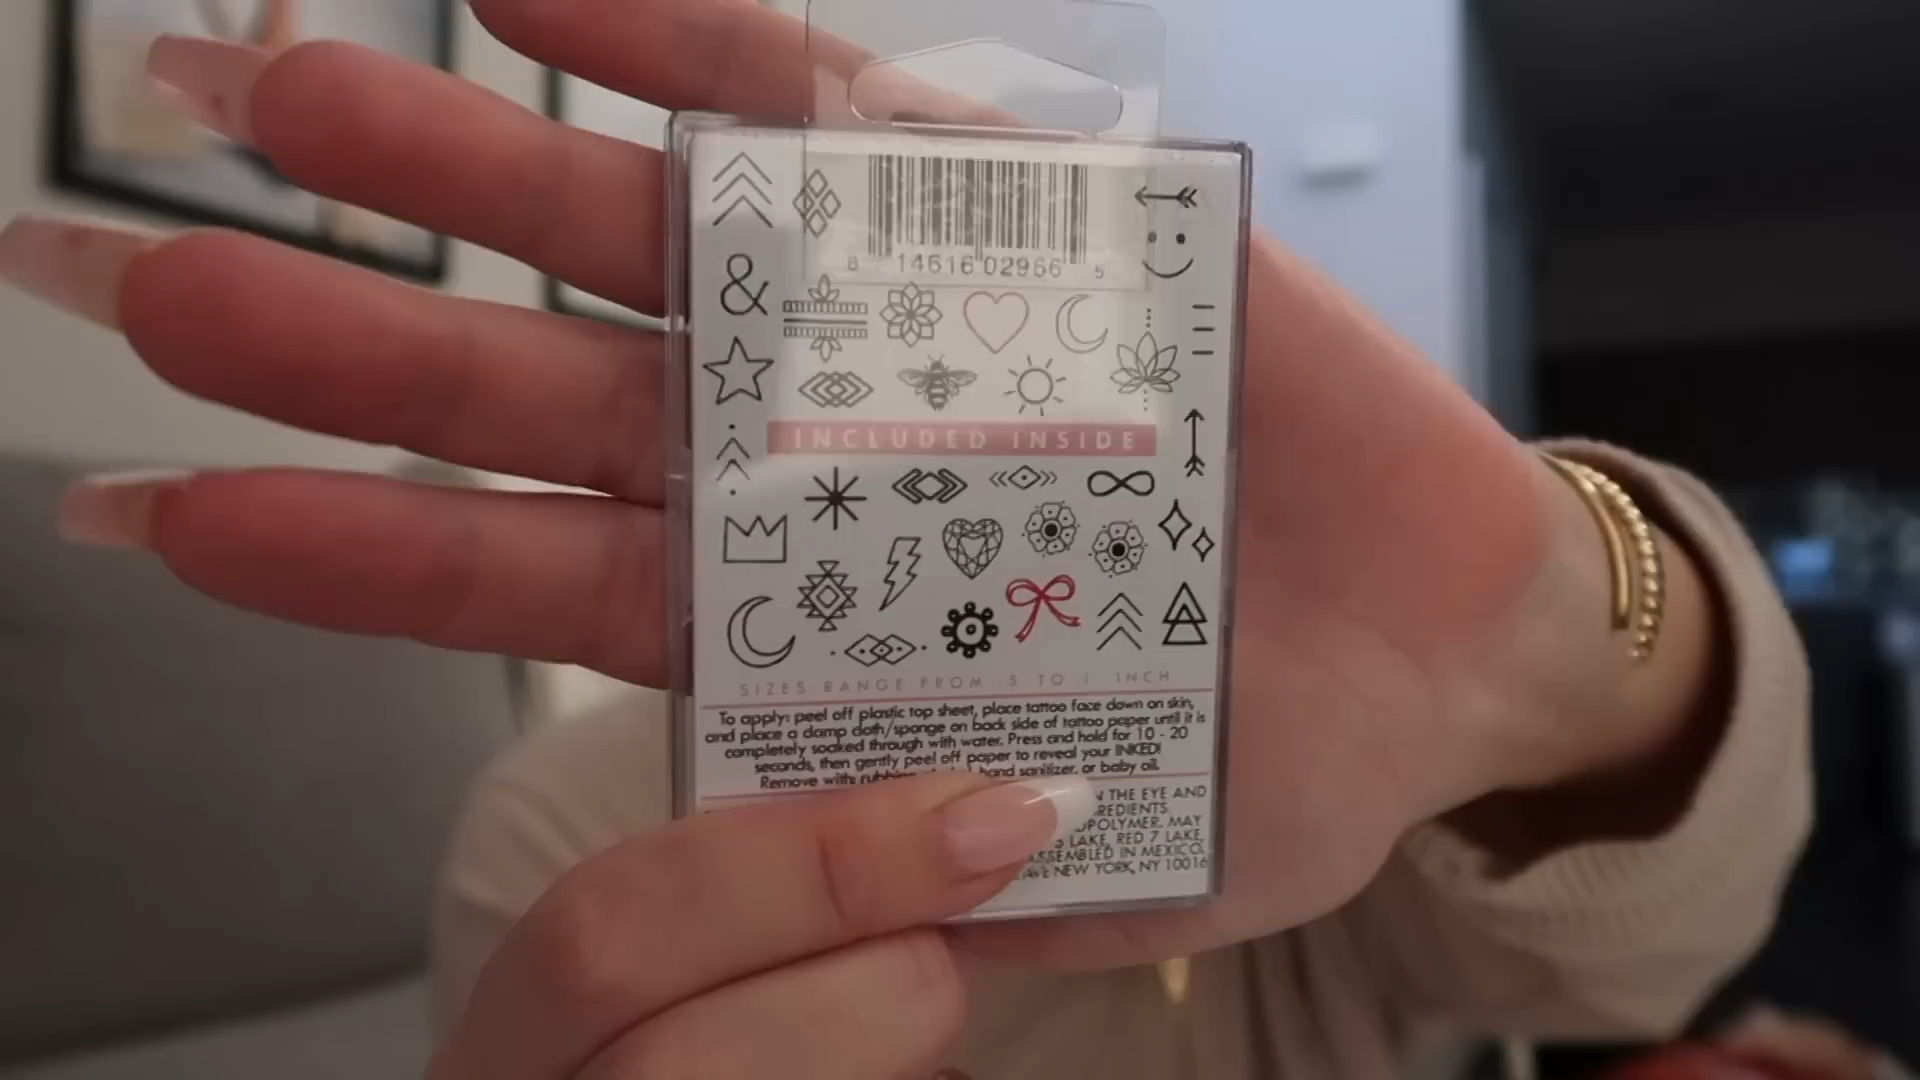 8 14616 02966 5
&
INCLUDED INSIDE
SIZES RANGE FROM .5 TO 1 INCH
To apply: peel off plastic top sheet, place tattoo face down on skin,
and place a damp cloth/sponge on back side of tattoo paper until it is
completely soaked through with water. Press and hold for 10 - 20
seconds, then gently peel off paper to reveal your INKED!
Remove with rubbing hand sanitizer, or baby oil.
THE EYE AND
MAY
LAKE, RED 7 LAKE,
ASSEMBLED IN MEXICO.
NEW YORK, NY 10016